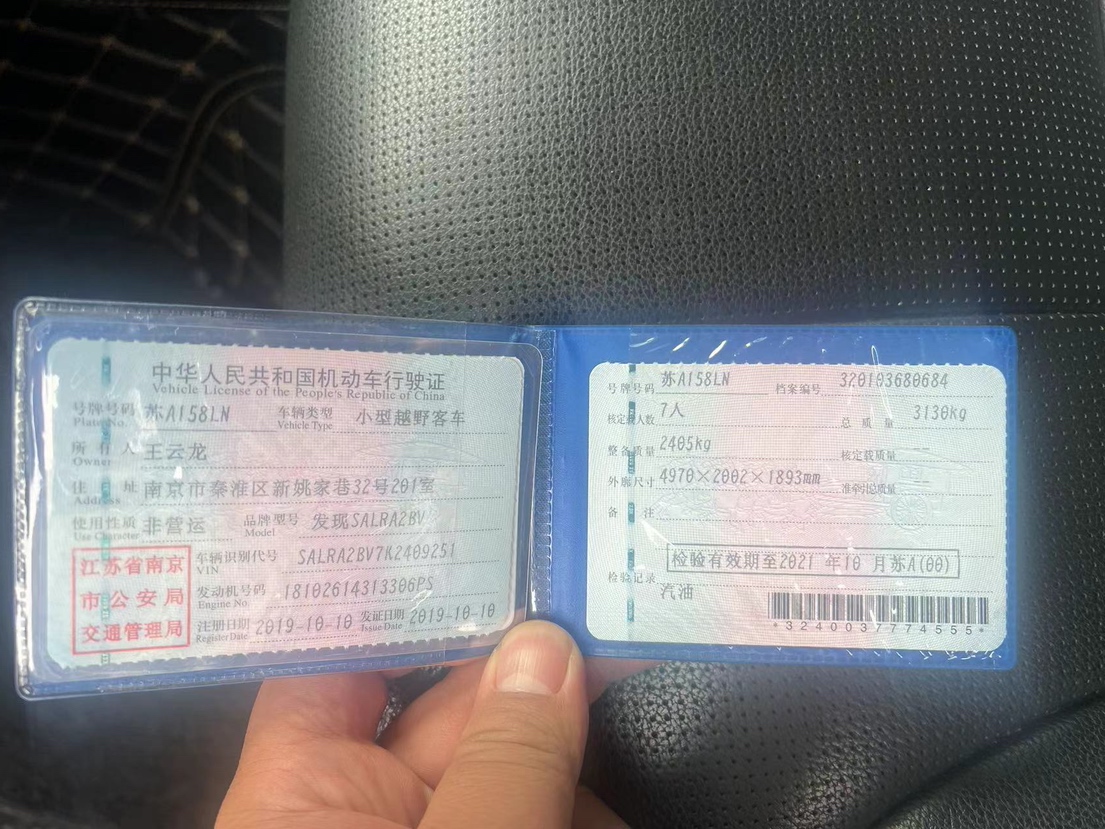 中华人民共和国机动车行驶证
Vehicle License of the People's Republic of China
号牌号码 苏A158LN 车辆类型 小型越野客车
Plate No. Vehicle Type
所有人 王云龙
Owner
住址 南京市秦淮区新姚家巷32号201室
Address
使用性质 非营运 品牌型号 发现SALRA2BV
Use Character Model
江苏省南京
市公安局
交通管理局
车辆识别代号 SALRA2BV7K2409251
VIN
发动机号码 18102614313306PS
Engine No.
注册日期 2019-10-10 发证日期 2019-10-10
Register Date Issue Date
号牌号码 苏A158LN 档案编号 320103680684
核定载人数 7人 总质量 3130kg
整备质量 2405kg 核定载质量 --
外廓尺寸 4970×2002×1893mm 准牵引总质量 --
备注
检验有效期至2021年10月苏A(00)
检验记录
汽油
*3240037774555*